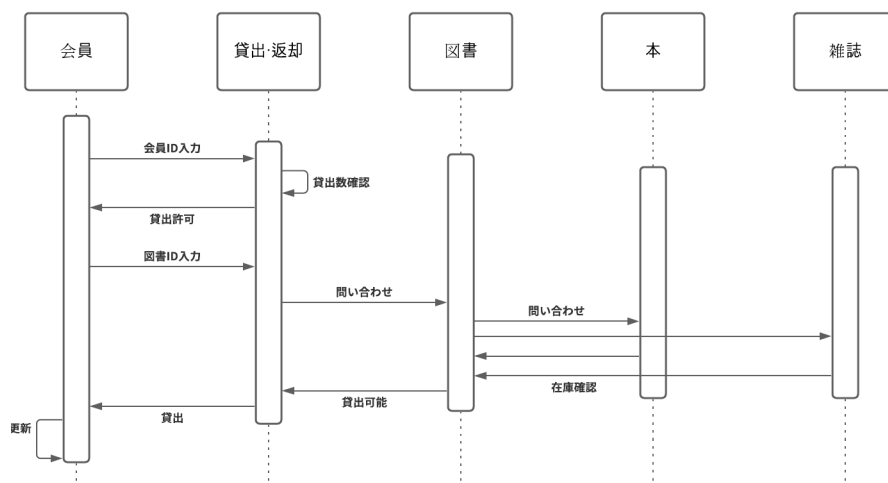 会員
貸出·返却
図書
本
雑誌
会員ID入力
貸出数確認
貸出許可
図書ID入力
問い合わせ
問い合わせ
在庫確認
貸出可能
貸出
更新